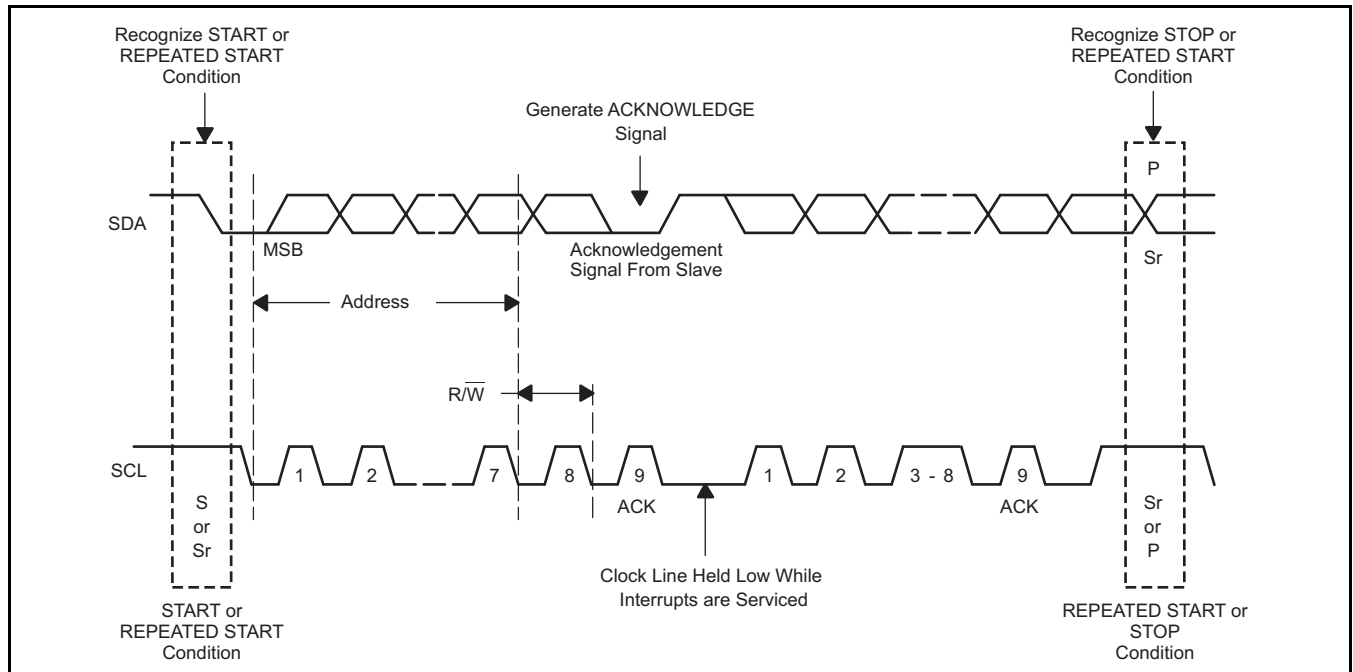 Recognize START or
REPEATED START
Condition
Recognize STOP or
REPEATED START
Condition
Generate ACKNOWLEDGE
Signal
P
SDA
MSB
Acknowledgement
Signal From Slave
Sr
Address
R/W̅
SCL
1
2
7
8
9
1
2
3 - 8
9
ACK
ACK
S
or
Sr
Sr
or
P
Clock Line Held Low While
Interrupts are Serviced
START or
REPEATED START
Condition
REPEATED START or
STOP
Condition